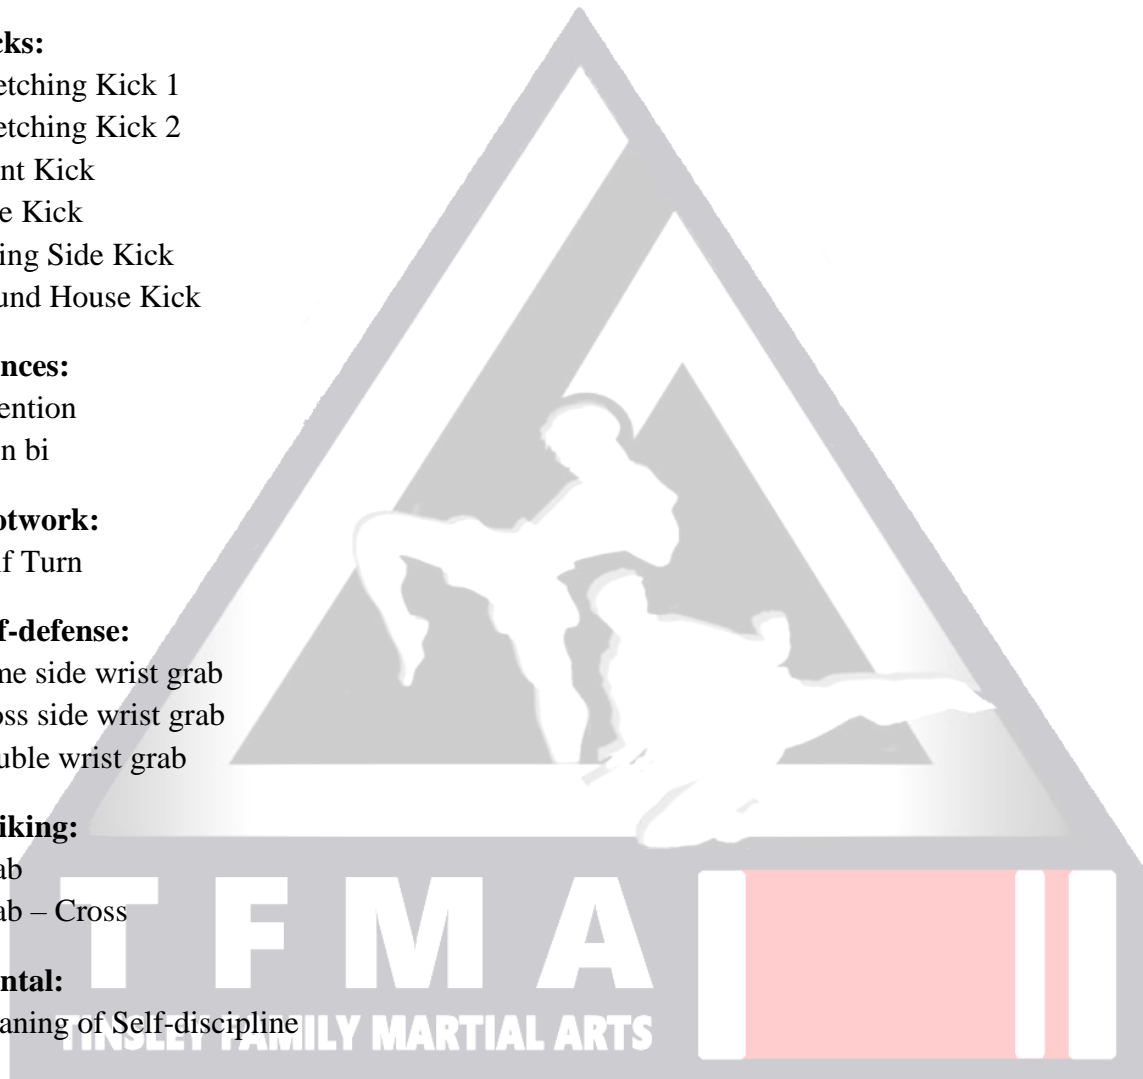 cks:
etching Kick 1
etching Kick 2
nt Kick
e Kick
ing Side Kick
und House Kick
nces:
ention
n bi
otwork:
f Turn
f-defense:
me side wrist grab
oss side wrist grab
uble wrist grab
iking:
ab
ab – Cross
ntal:
aning of Self-discipline
T F M A
TINSLEY FAMILY MARTIAL ARTS